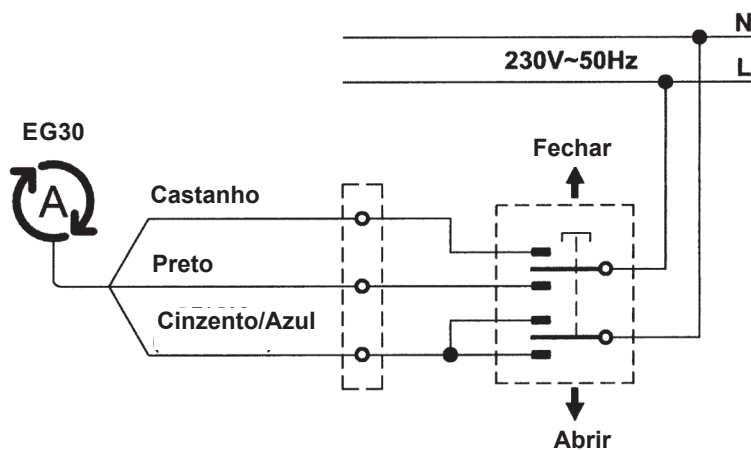 N
230V~50Hz
L
EG30
A
Fechar
Castanho
Preto
Cinzento/Azul
Abrir